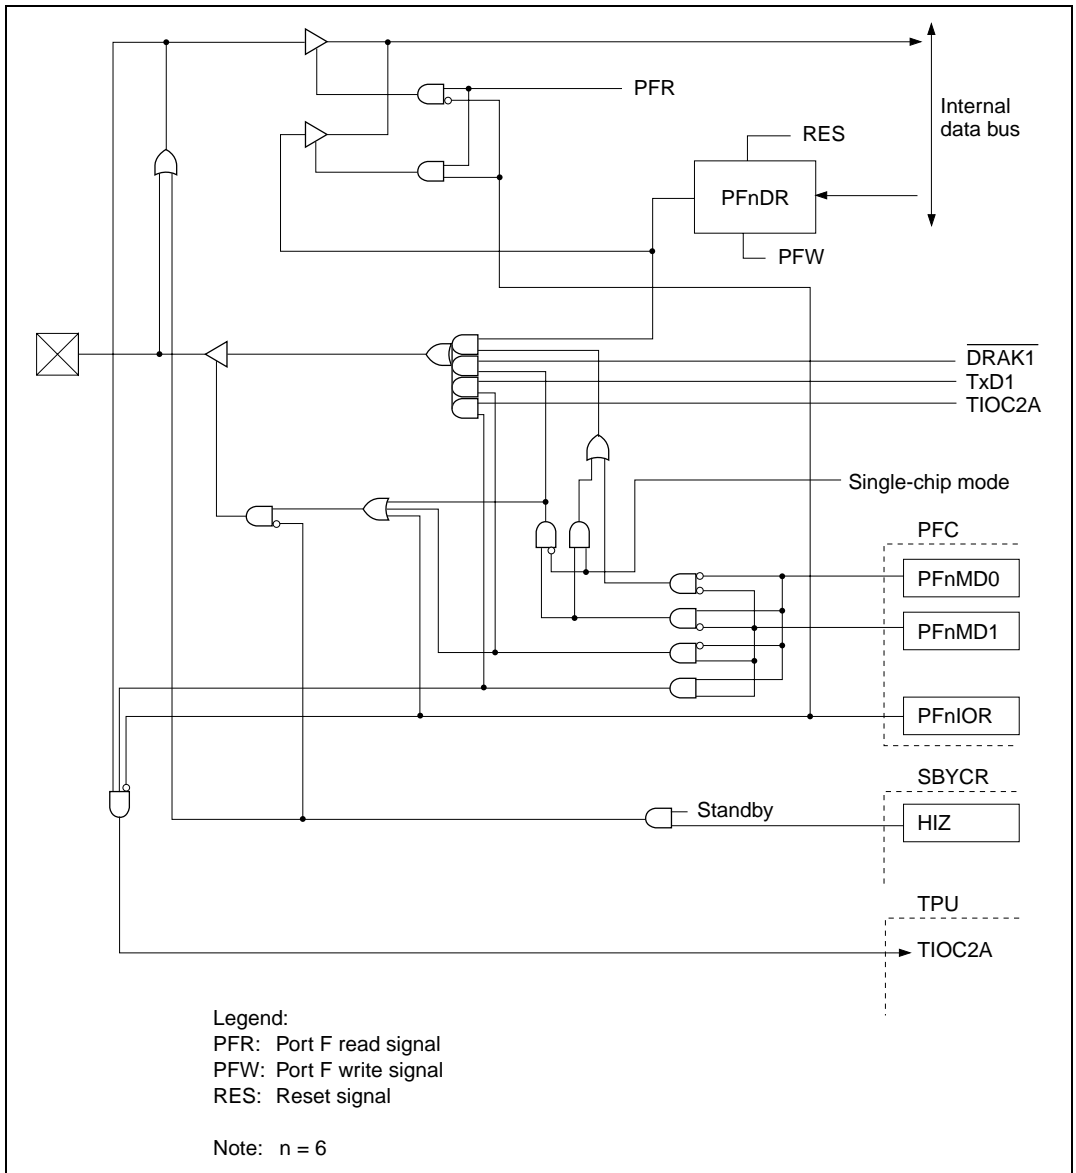 PFR
Internal
data bus
RES
PFnDR
PFW
DRAK1
TxD1
TIOC2A
Single-chip mode
PFC
PFnMD0
PFnMD1
PFnIOR
SBYCR
Standby
HIZ
TPU
TIOC2A
Legend:
PFR: Port F read signal
PFW: Port F write signal
RES: Reset signal
Note: n = 6